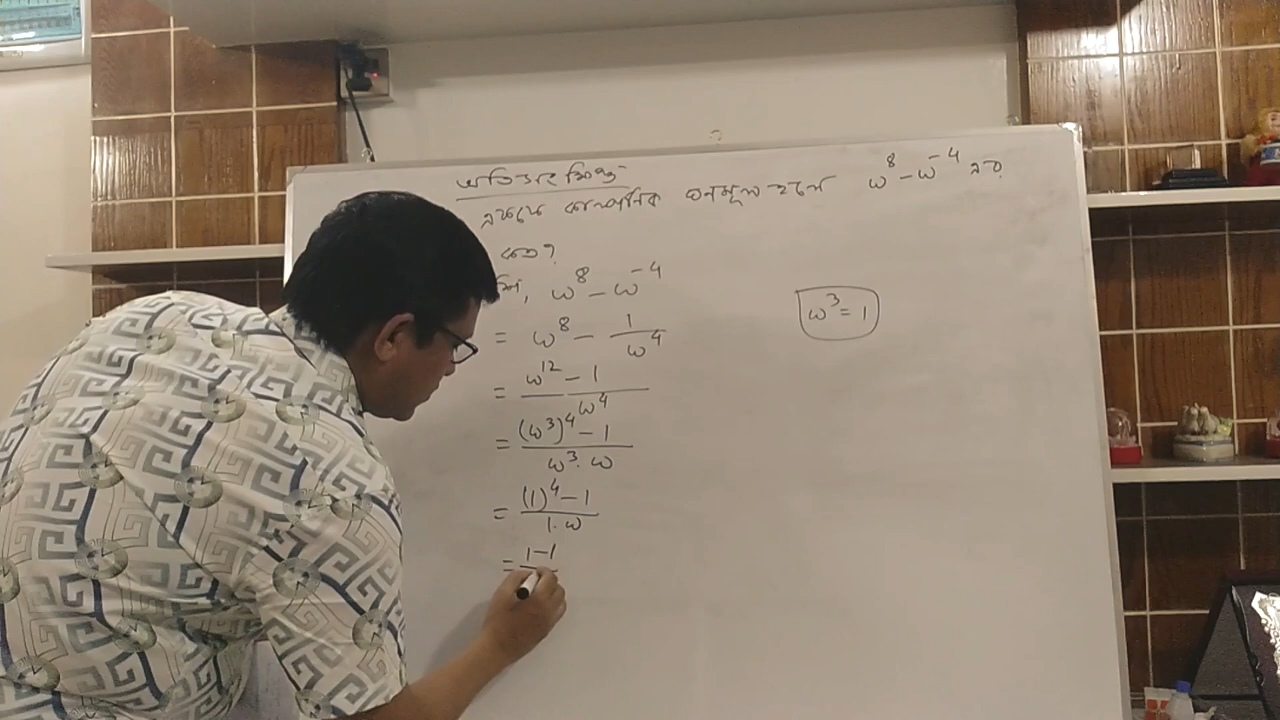 অতিসংক্ষিপ্ত
এককের কাল্পনিক ঘনমূল হলে ω⁸ − ω⁻⁴ এর
কত?
, ω⁸ − ω⁻⁴
= ω⁸ − 1/ω⁴
= (ω¹² − 1)/ω⁴
= ((ω³)⁴ − 1)/(ω³·ω)
= ((1)⁴ − 1)/(1·ω)
= 1−1
ω³ = 1